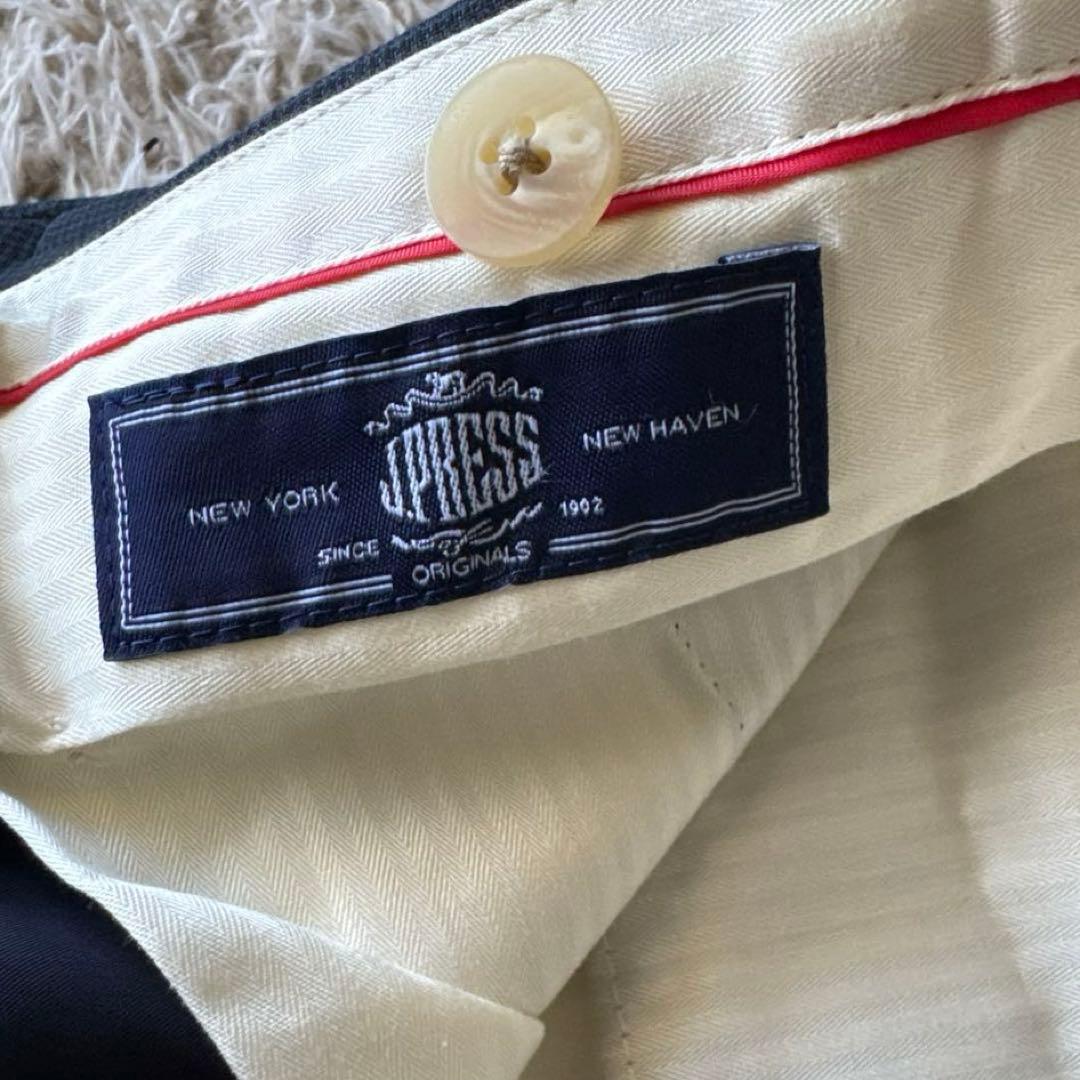 J.PRESS
NEW YORK
NEW HAVEN
SINCE 1902
ORIGINALS